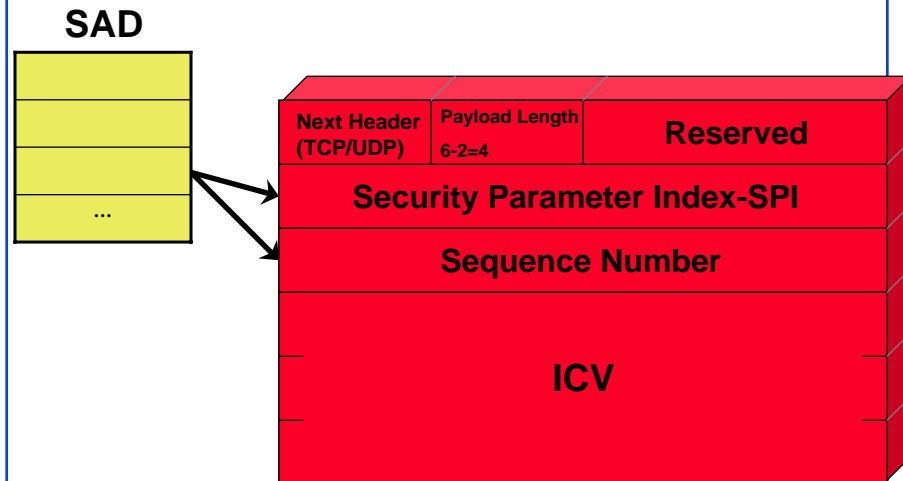 SAD
...
Next Header
(TCP/UDP)
Payload Length
6-2=4
Reserved
Security Parameter Index-SPI
Sequence Number
ICV